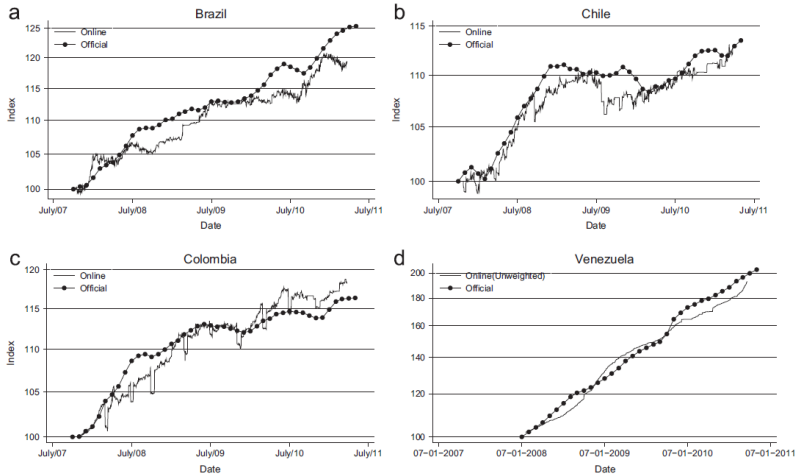 a
Brazil
Online
Official
125
120
115
110
105
100
Index
July/07
July/08
July/09
July/10
July/11
Date
b
Chile
Online
Official
115
110
105
100
Index
July/07
July/08
July/09
July/10
July/11
Date
c
Colombia
Online
Official
120
115
110
105
100
Index
July/07
July/08
July/09
July/10
July/11
Date
d
Venezuela
Online(Unweighted)
Official
200
180
160
140
120
100
Index
07-01-2007
07-01-2008
07-01-2009
07-01-2010
07-01-2011
Date